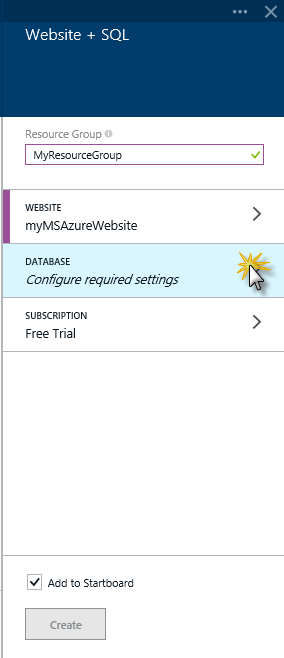 Website + SQL
Resource Group
MyResourceGroup
WEBSITE
myMSAzureWebsite
DATABASE
Configure required settings
SUBSCRIPTION
Free Trial
Add to Startboard
Create